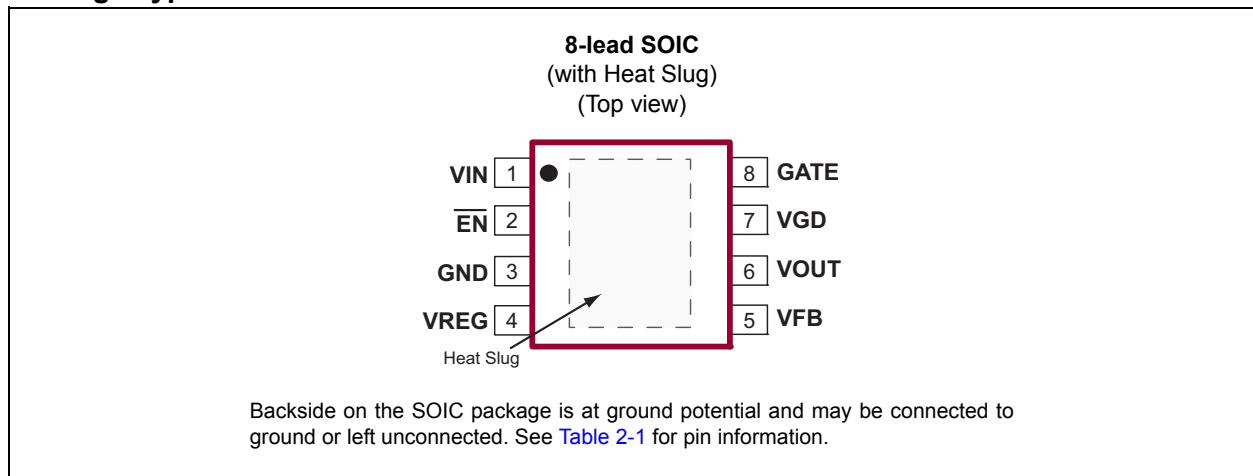 8-lead SOIC
(with Heat Slug)
(Top view)
VIN 1
EN 2
GND 3
VREG 4
8 GATE
7 VGD
6 VOUT
5 VFB
Heat Slug
Backside on the SOIC package is at ground potential and may be connected to
ground or left unconnected. See Table 2-1 for pin information.